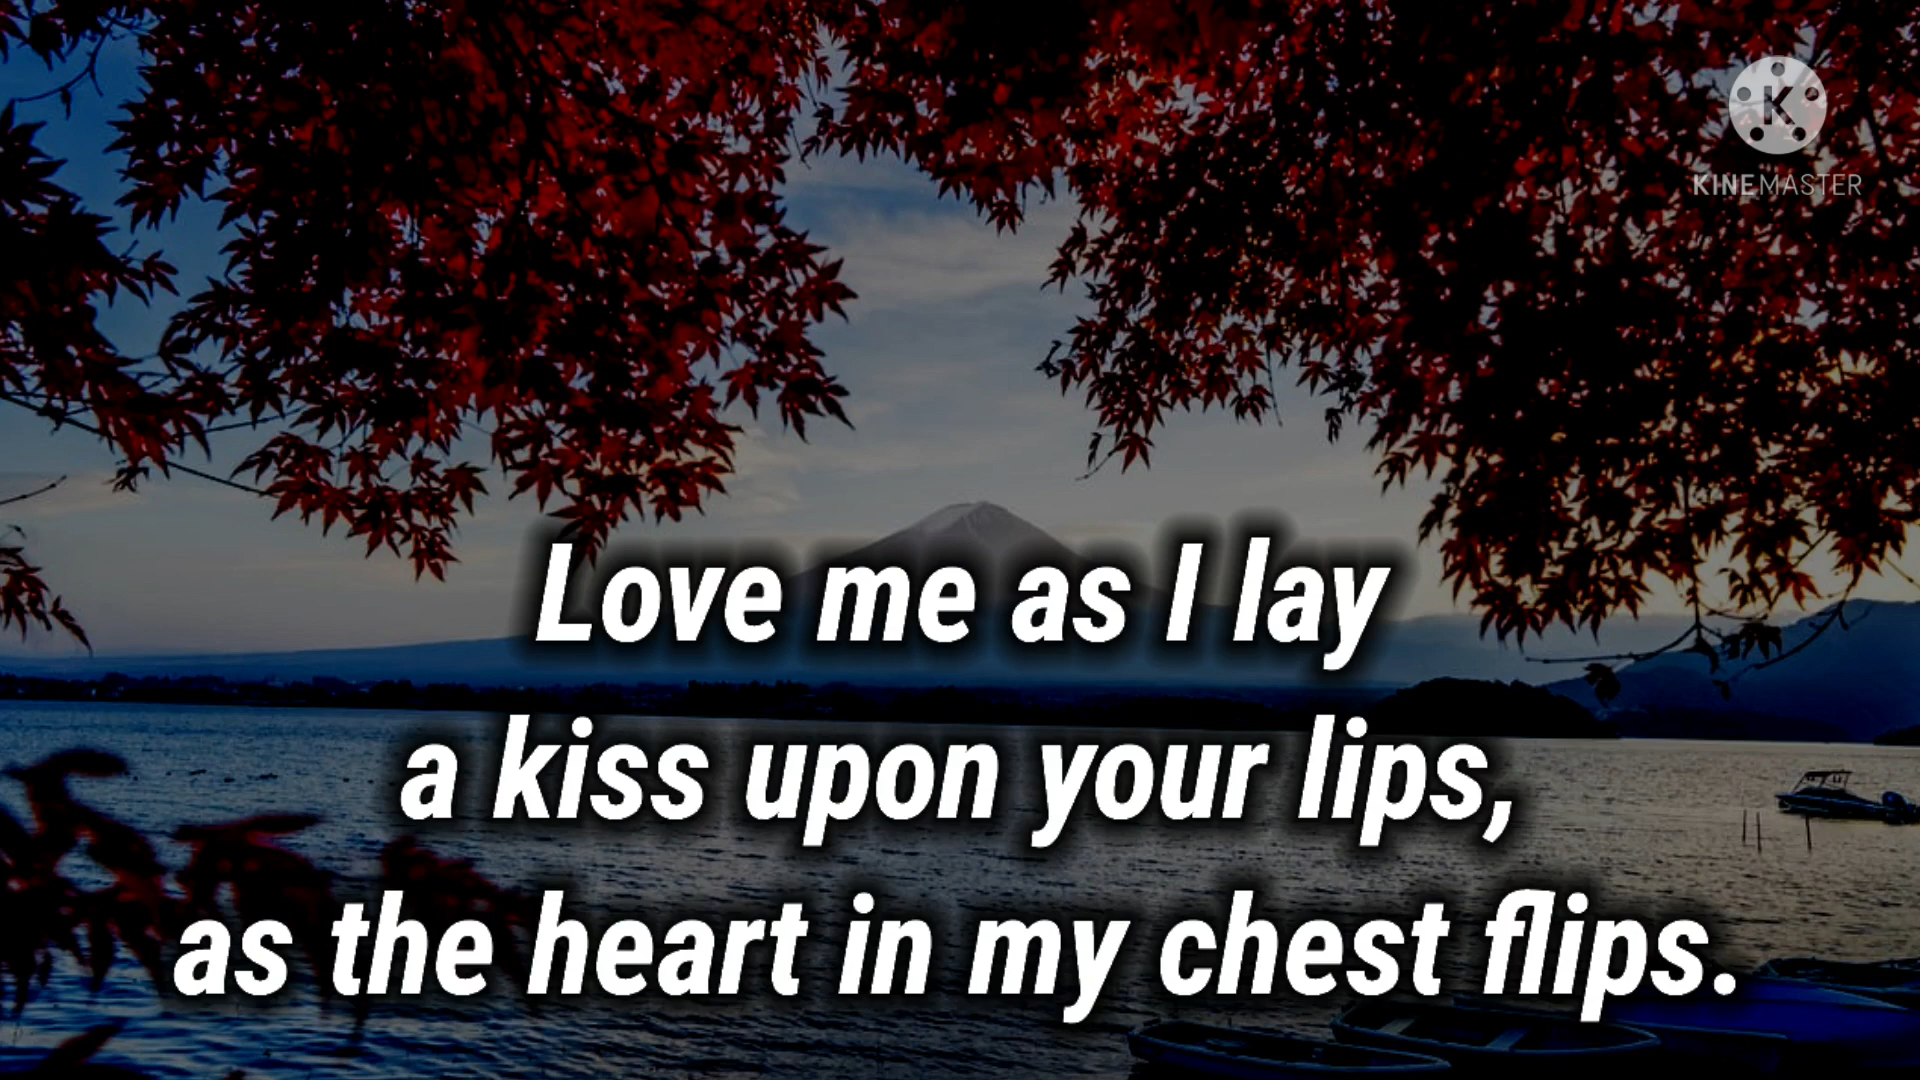 K
KINEMASTER
Love me as I lay
a kiss upon your lips,
as the heart in my chest flips.